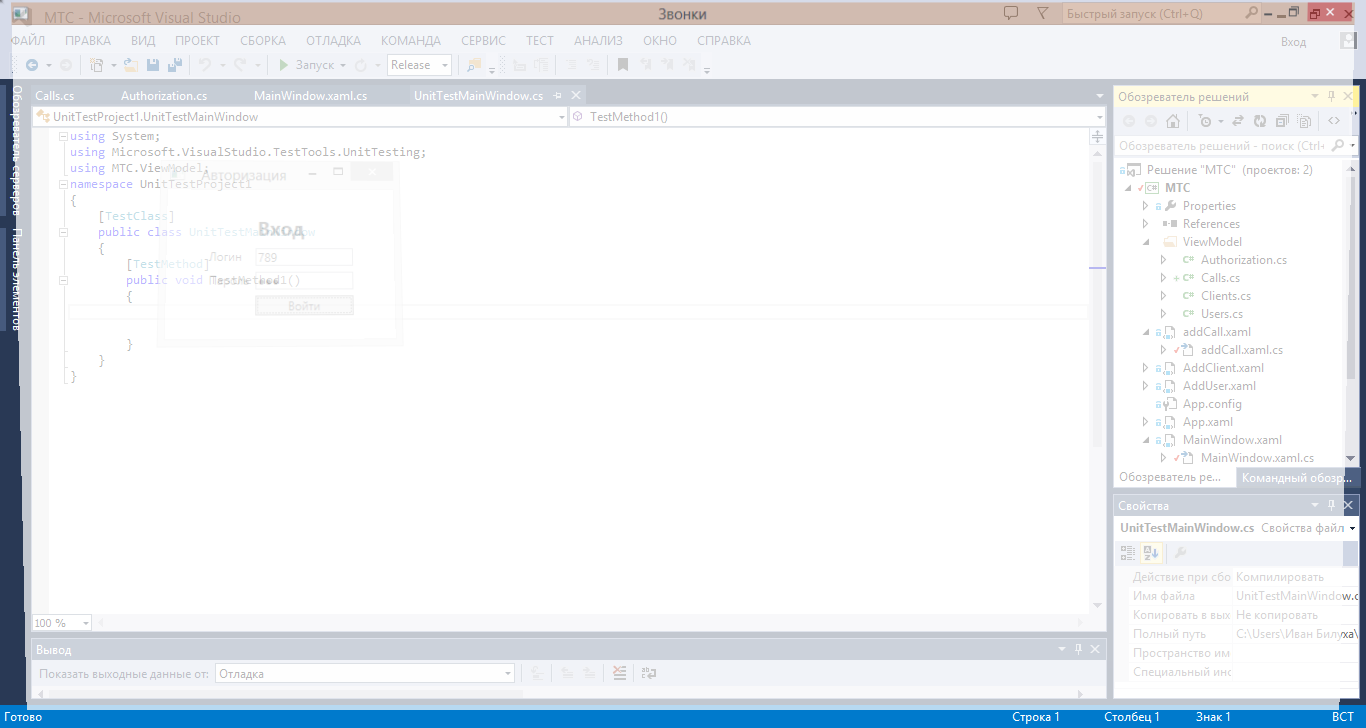 МТС - Microsoft Visual Studio
Звонки
Быстрый запуск (Ctrl+Q)
ФАЙЛ ПРАВКА ВИД ПРОЕКТ СБОРКА ОТЛАДКА КОМАНДА СЕРВИС ТЕСТ АНАЛИЗ ОКНО СПРАВКА
Вход
Запуск
Release
Обозреватель серверов
Панель элементов
Calls.cs Authorization.cs MainWindow.xaml.cs UnitTestMainWindow.cs
UnitTestProject1.UnitTestMainWindow TestMethod1()
using System;
using Microsoft.VisualStudio.TestTools.UnitTesting;
using MTC.ViewModel;
namespace UnitTestProject1
{
[TestClass]
public class UnitTestMainWindow
{
[TestMethod]
public void TestMethod1()
{
}
}
}
Авторизация
Вход
Логин 789
Пароль
Войти
100 %
Вывод
Показать выходные данные от: Отладка
Обозреватель решений
Обозреватель решений - поиск (Ctrl+
Решение "МТС" (проектов: 2)
МТС
Properties
References
ViewModel
Authorization.cs
Calls.cs
Clients.cs
Users.cs
addCall.xaml
addCall.xaml.cs
AddClient.xaml
AddUser.xaml
App.config
App.xaml
MainWindow.xaml
MainWindow.xaml.cs
Обозреватель ре... Командный обозр...
Свойства
UnitTestMainWindow.cs Свойства файл
Действие при сбо Компилировать
Имя файла UnitTestMainWindow.c
Копировать в вых Не копировать
Полный путь C:\Users\Иван Билуха\
Пространство им
Специальный инс
Готово
Строка 1 Столбец 1 Знак 1 ВСТ